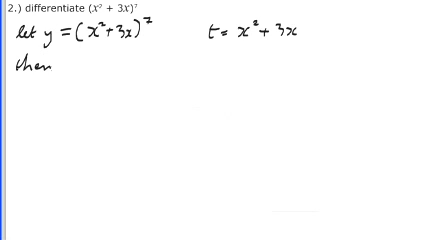 2.) differentiate (x² + 3x)⁷
let y = (x² + 3x)⁷ t = x² + 3x
then